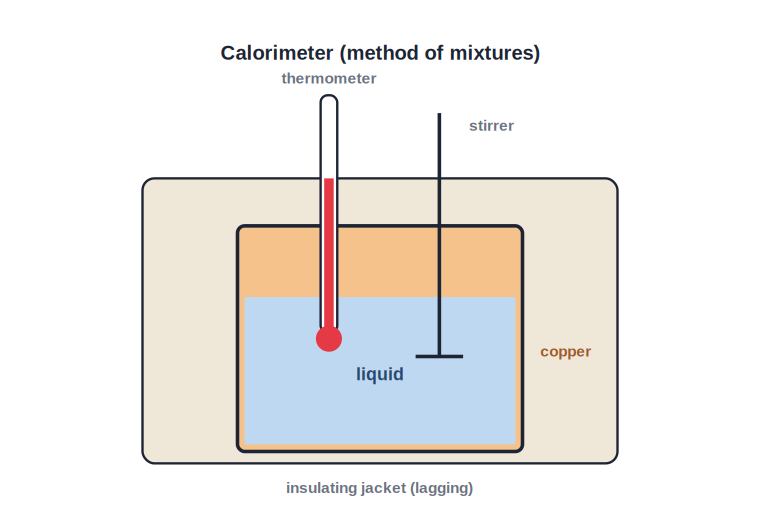 Calorimeter (method of mixtures)
thermometer
stirrer
copper
liquid
insulating jacket (lagging)